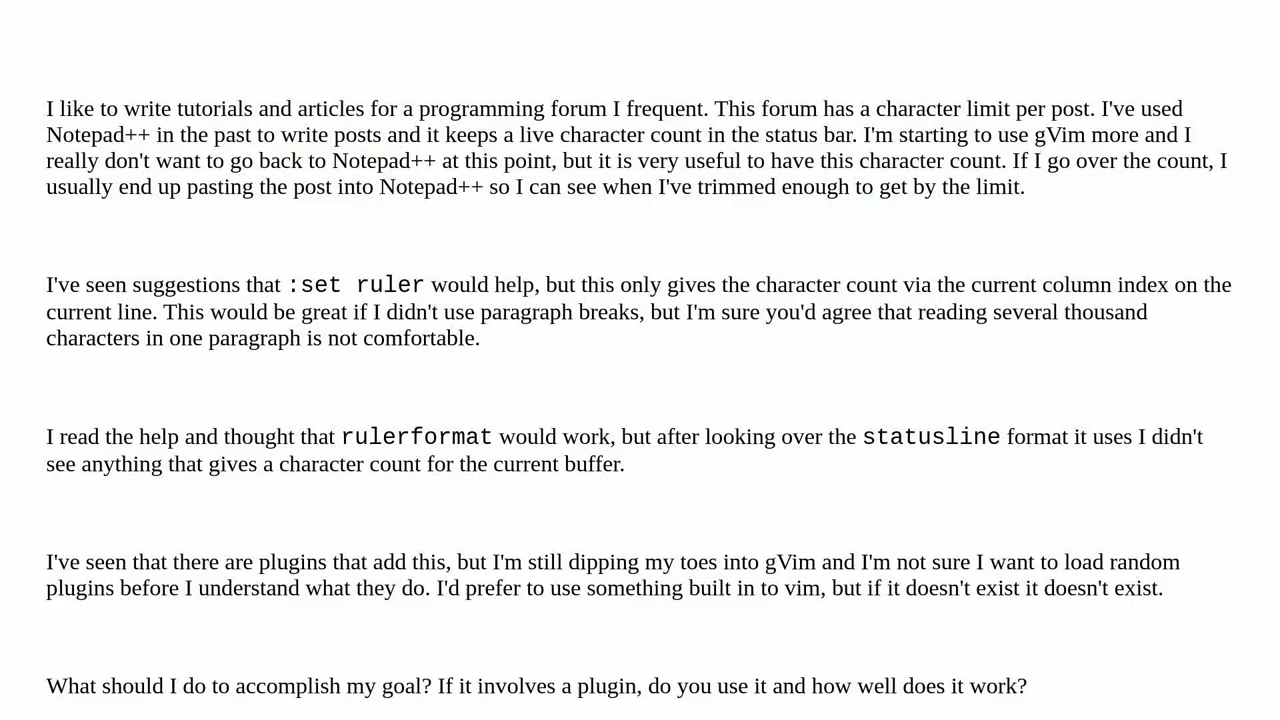 I like to write tutorials and articles for a programming forum I frequent. This forum has a character limit per post. I've used
Notepad++ in the past to write posts and it keeps a live character count in the status bar. I'm starting to use gVim more and I
really don't want to go back to Notepad++ at this point, but it is very useful to have this character count. If I go over the count, I
usually end up pasting the post into Notepad++ so I can see when I've trimmed enough to get by the limit.
I've seen suggestions that :set ruler would help, but this only gives the character count via the current column index on the
current line. This would be great if I didn't use paragraph breaks, but I'm sure you'd agree that reading several thousand
characters in one paragraph is not comfortable.
I read the help and thought that rulerformat would work, but after looking over the statusline format it uses I didn't
see anything that gives a character count for the current buffer.
I've seen that there are plugins that add this, but I'm still dipping my toes into gVim and I'm not sure I want to load random
plugins before I understand what they do. I'd prefer to use something built in to vim, but if it doesn't exist it doesn't exist.
What should I do to accomplish my goal? If it involves a plugin, do you use it and how well does it work?